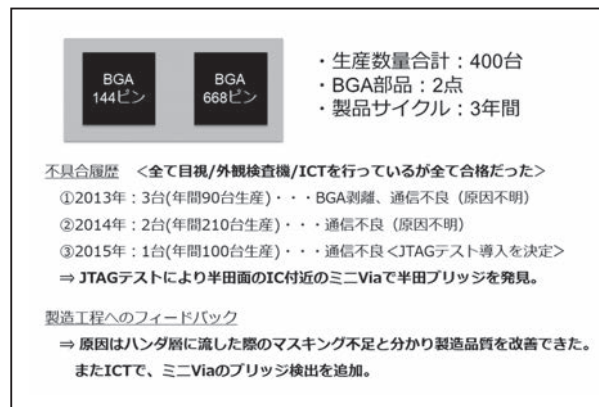 BGA
144ピン
BGA
668ピン
・生産数量合計：400台
・BGA部品：2点
・製品サイクル：3年間
不具合履歴　＜全て目視/外観検査機/ICTを行っているが全て合格だった＞
①2013年：3台(年間90台生産)・・・BGA剥離、通信不良（原因不明）
②2014年：2台(年間210台生産)・・・通信不良（原因不明）
③2015年：1台(年間100台生産)・・・通信不良＜JTAGテスト導入を決定＞
⇒ JTAGテストにより半田面のIC付近のミニViaで半田ブリッジを発見。
製造工程へのフィードバック
⇒ 原因はハンダ層に流した際のマスキング不足と分かり製造品質を改善できた。
またICTで、ミニViaのブリッジ検出を追加。